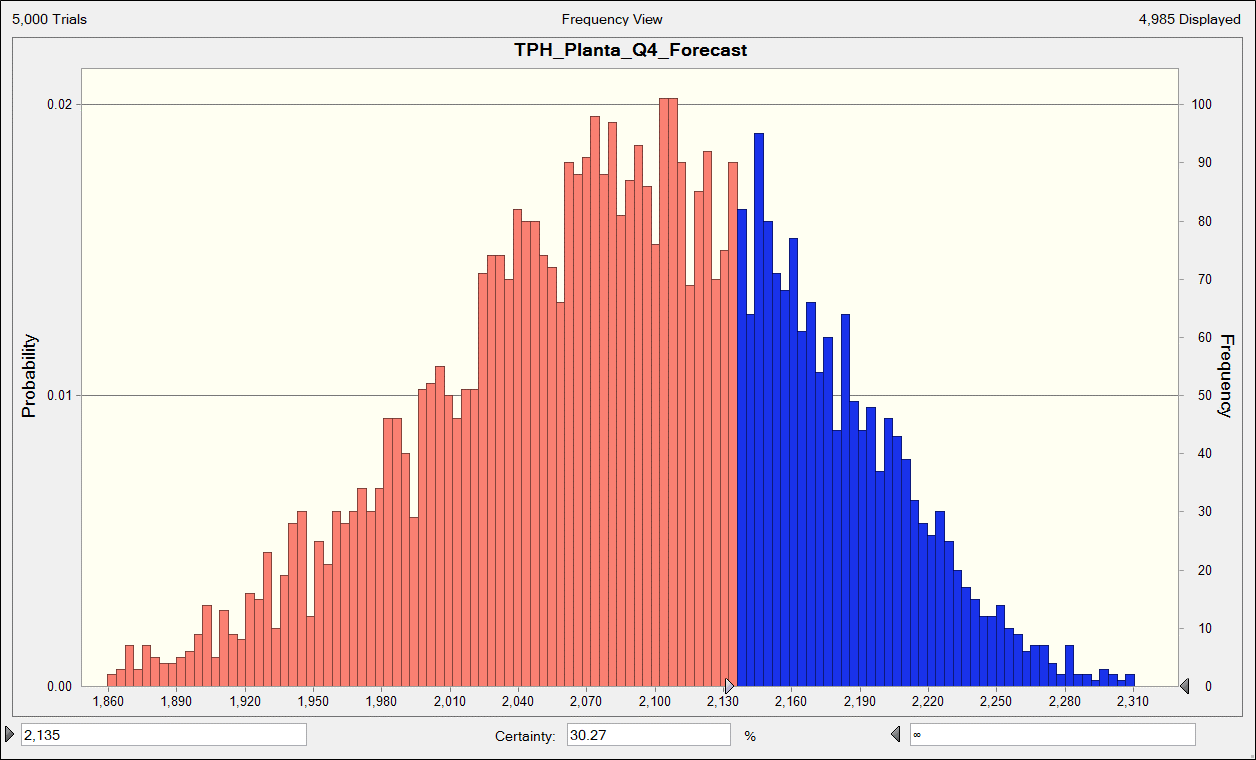 5,000 Trials Frequency View 4,985 Displayed
TPH_Planta_Q4_Forecast
0.02
0.01
0.00
Probability
100
90
80
70
60
50
40
30
20
10
0
Frequency
1,860 1,890 1,920 1,950 1,980 2,010 2,040 2,070 2,100 2,130 2,160 2,190 2,220 2,250 2,280 2,310
2,135 Certainty: 30.27 % ∞